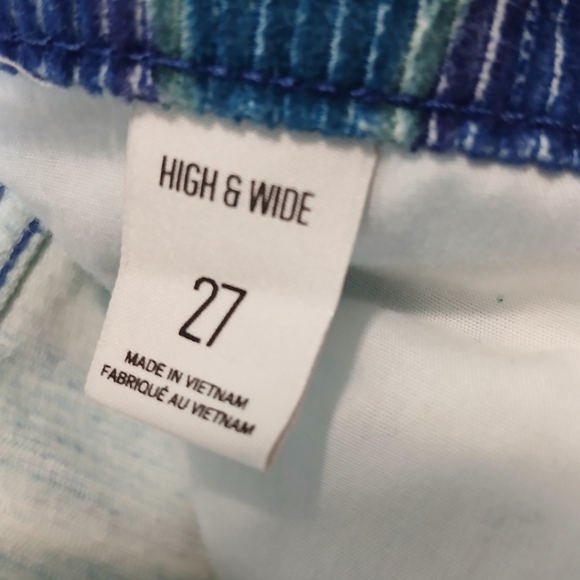 HIGH & WIDE
27
MADE IN VIETNAM
FABRIQUÉ AU VIETNAM